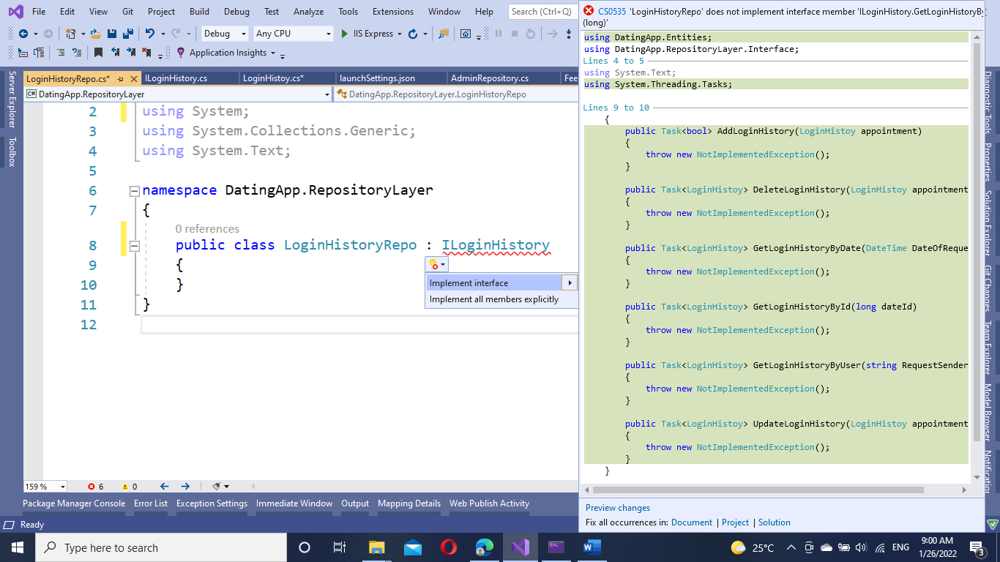 File Edit View Git Project Build Debug Test Analyze Tools Extensions Window Help Search (Ctrl+Q)
Debug Any CPU IIS Express
Application Insights
Server Explorer
Toolbox
LoginHistoryRepo.cs* ILoginHistory.cs LoginHistoy.cs* launchSettings.json AdminRepository.cs Fee
C# DatingApp.RepositoryLayer DatingApp.RepositoryLayer.LoginHistoryRepo
2 using System;
3 using System.Collections.Generic;
4 using System.Text;
5
6 namespace DatingApp.RepositoryLayer
7 {
0 references
8 public class LoginHistoryRepo : ILoginHistory
9 {
10 }
11 }
12
Implement interface
Implement all members explicitly
CS0535 'LoginHistoryRepo' does not implement interface member 'ILoginHistory.GetLoginHistoryBy
(long)'
using DatingApp.Entities;
using DatingApp.RepositoryLayer.Interface;
Lines 4 to 5
using System.Text;
using System.Threading.Tasks;
Lines 9 to 10
{
public Task<bool> AddLoginHistory(LoginHistoy appointment)
{
throw new NotImplementedException();
}
public Task<LoginHistoy> DeleteLoginHistory(LoginHistoy appointment
{
throw new NotImplementedException();
}
public Task<LoginHistoy> GetLoginHistoryByDate(DateTime DateOfReque
{
throw new NotImplementedException();
}
public Task<LoginHistoy> GetLoginHistoryById(long dateId)
{
throw new NotImplementedException();
}
public Task<LoginHistoy> GetLoginHistoryByUser(string RequestSender
{
throw new NotImplementedException();
}
public Task<LoginHistoy> UpdateLoginHistory(LoginHistoy appointment
{
throw new NotImplementedException();
}
}
Preview changes
Fix all occurrences in: Document | Project | Solution
Diagnostic Tools
Properties
Solution Explorer
Git Changes
Team Explorer
Model Browser
Notification
159 % 6 0
Package Manager Console Error List Exception Settings Immediate Window Output Mapping Details Web Publish Activity
Ready
Type here to search
25°C ENG 9:00 AM
1/26/2022
3